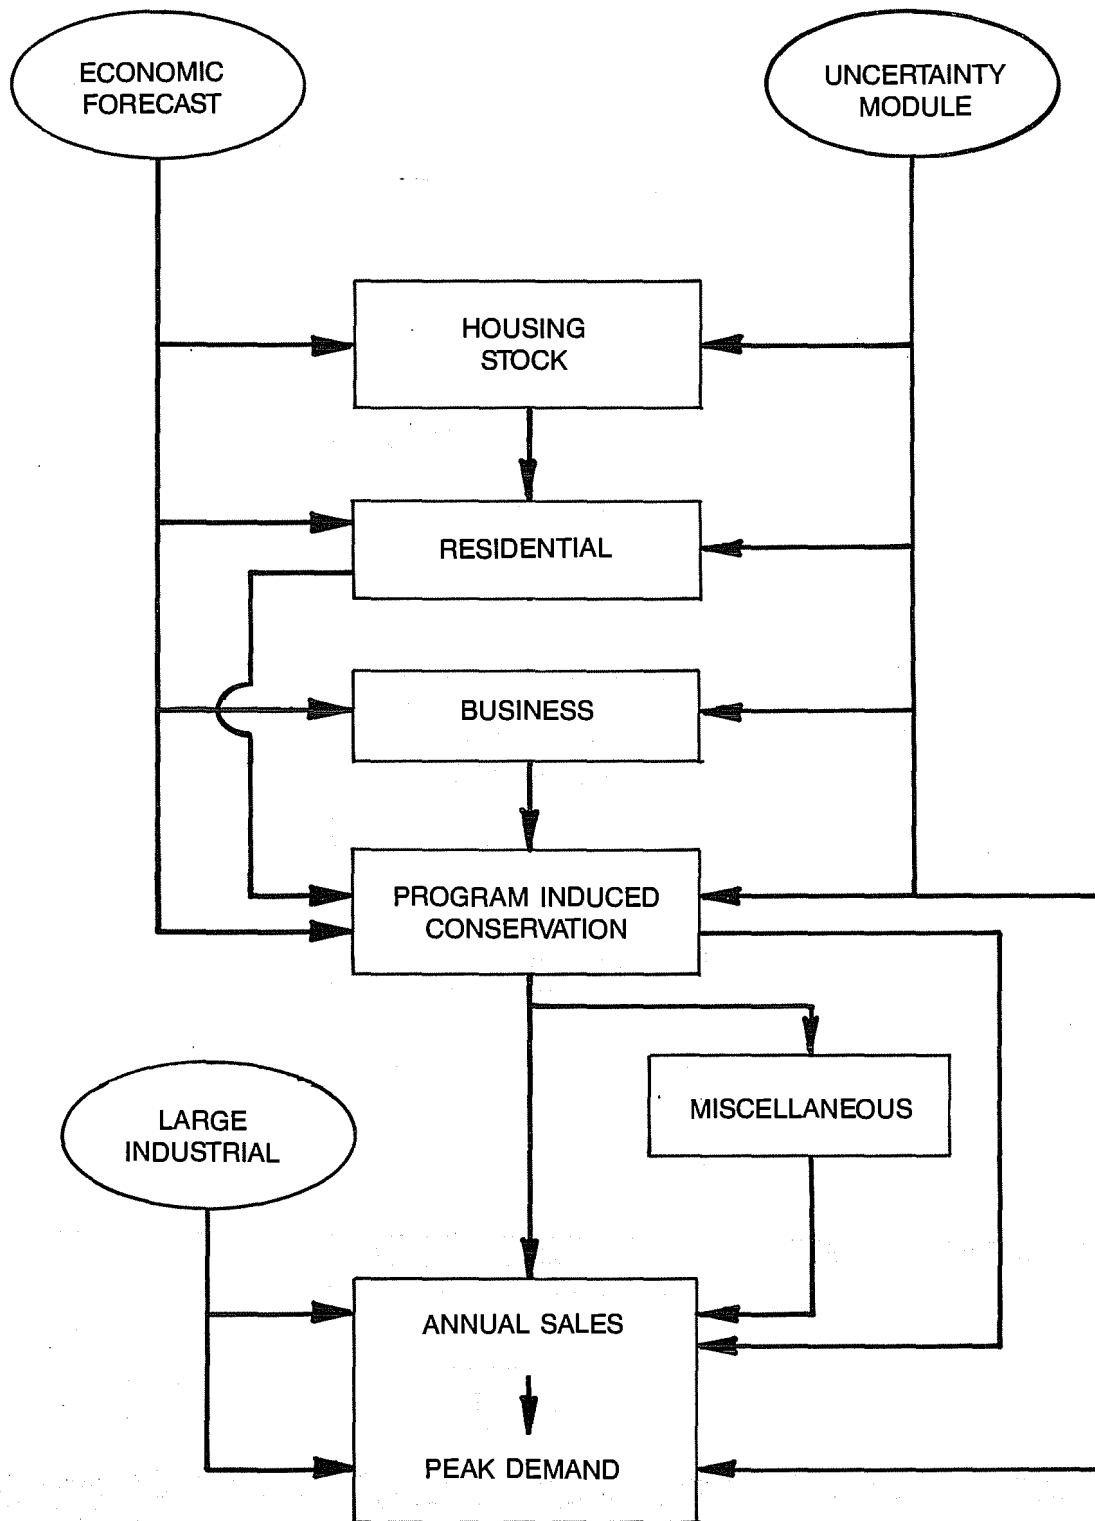 ECONOMIC
FORECAST
UNCERTAINTY
MODULE
HOUSING
STOCK
RESIDENTIAL
BUSINESS
PROGRAM INDUCED
CONSERVATION
MISCELLANEOUS
LARGE
INDUSTRIAL
ANNUAL SALES
PEAK DEMAND